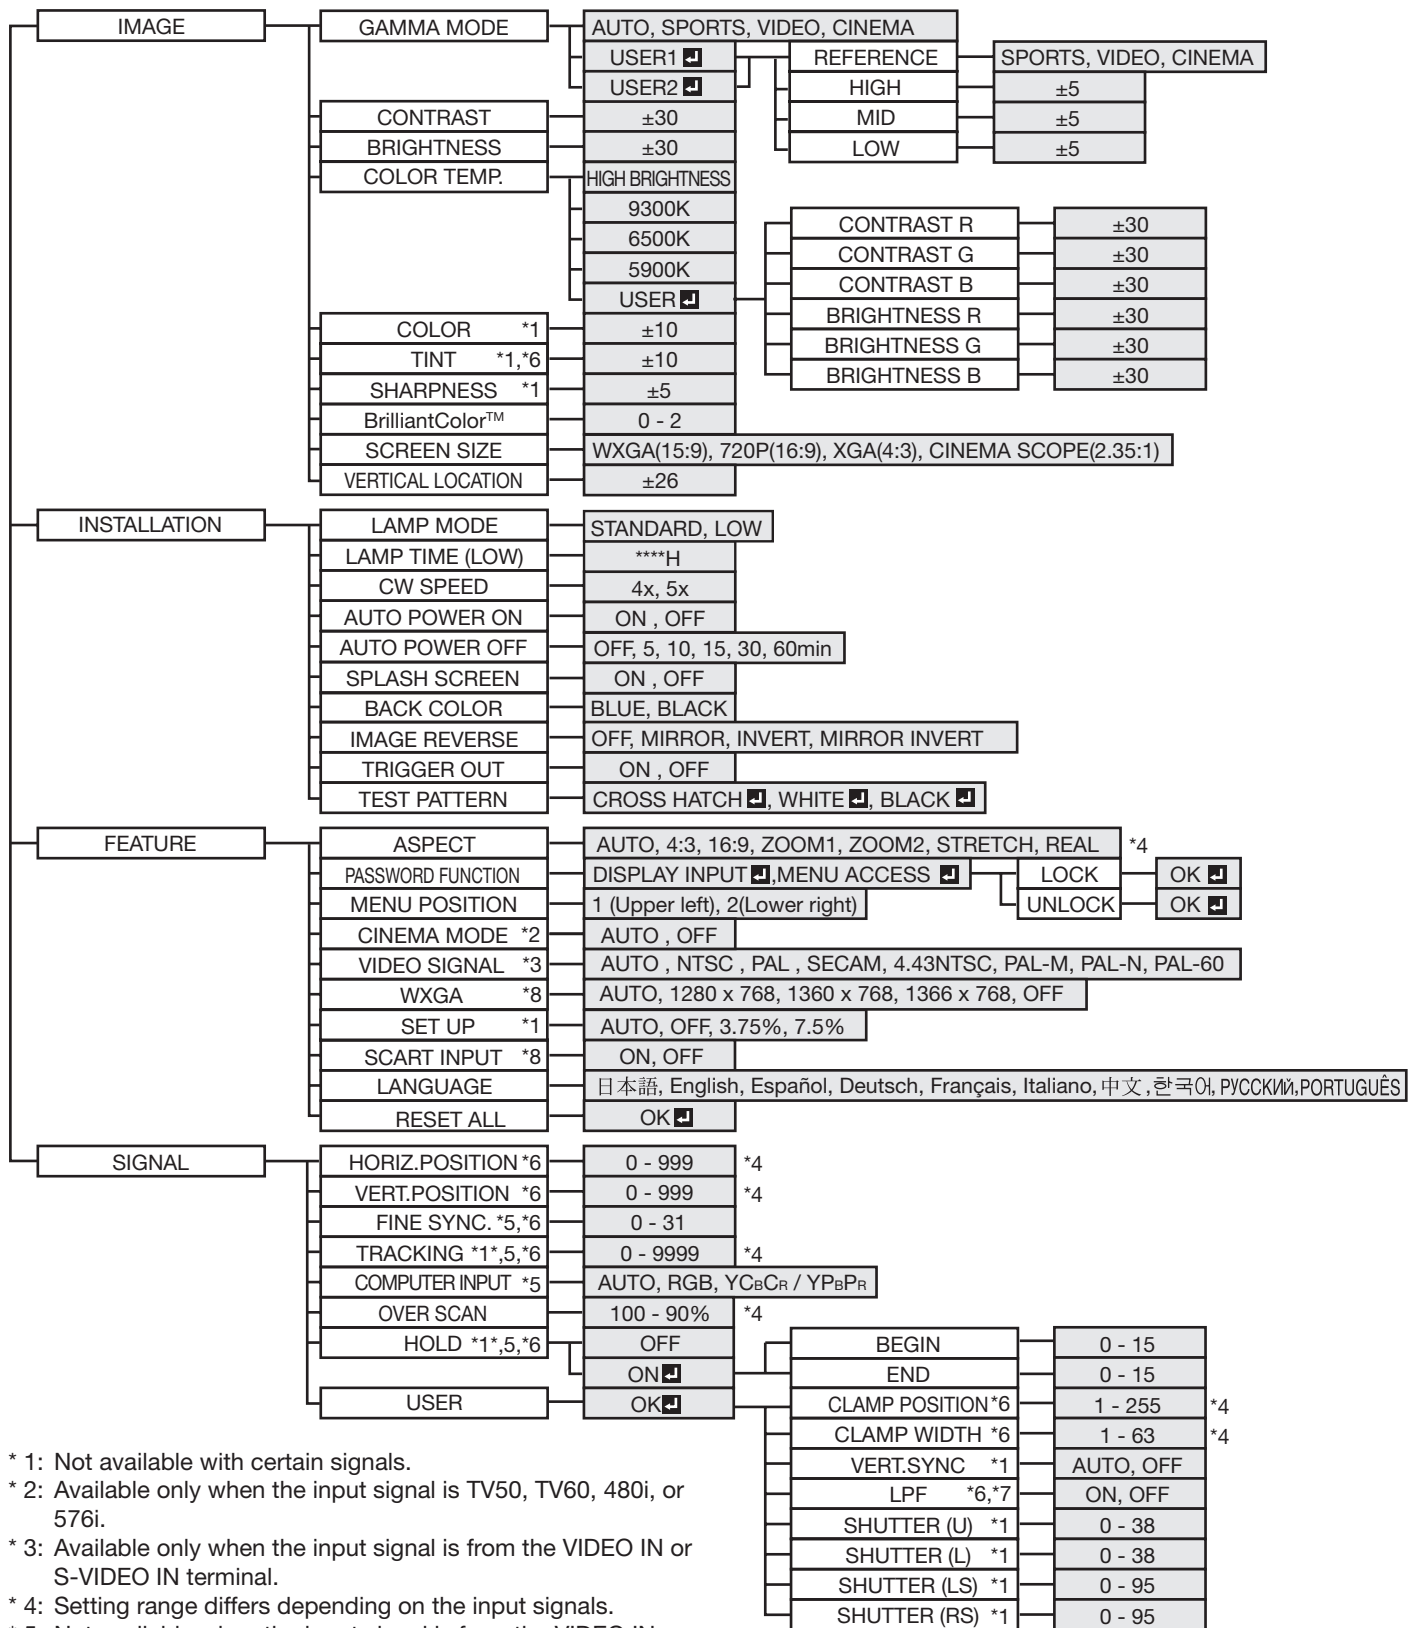 IMAGE GAMMA MODE AUTO, SPORTS, VIDEO, CINEMA
USER1 REFERENCE SPORTS, VIDEO, CINEMA
USER2 HIGH ±5
CONTRAST ±30 MID ±5
BRIGHTNESS ±30 LOW ±5
COLOR TEMP. HIGH BRIGHTNESS
9300K
CONTRAST R ±30
6500K
CONTRAST G ±30
5900K
CONTRAST B ±30
USER
BRIGHTNESS R ±30
COLOR *1 ±10
BRIGHTNESS G ±30
TINT *1,*6 ±10
BRIGHTNESS B ±30
SHARPNESS *1 ±5
BrilliantColor™ 0 - 2
SCREEN SIZE WXGA(15:9), 720P(16:9), XGA(4:3), CINEMA SCOPE(2.35:1)
VERTICAL LOCATION ±26
INSTALLATION LAMP MODE STANDARD, LOW
LAMP TIME (LOW) ****H
CW SPEED 4x, 5x
AUTO POWER ON ON , OFF
AUTO POWER OFF OFF, 5, 10, 15, 30, 60min
SPLASH SCREEN ON , OFF
BACK COLOR BLUE, BLACK
IMAGE REVERSE OFF, MIRROR, INVERT, MIRROR INVERT
TRIGGER OUT ON , OFF
TEST PATTERN CROSS HATCH , WHITE , BLACK
FEATURE ASPECT AUTO, 4:3, 16:9, ZOOM1, ZOOM2, STRETCH, REAL *4
PASSWORD FUNCTION DISPLAY INPUT ,MENU ACCESS LOCK OK
MENU POSITION 1 (Upper left), 2(Lower right) UNLOCK OK
CINEMA MODE *2 AUTO , OFF
VIDEO SIGNAL *3 AUTO , NTSC , PAL , SECAM, 4.43NTSC, PAL-M, PAL-N, PAL-60
WXGA *8 AUTO, 1280 x 768, 1360 x 768, 1366 x 768, OFF
SET UP *1 AUTO, OFF, 3.75%, 7.5%
SCART INPUT *8 ON, OFF
LANGUAGE 日本語, English, Español, Deutsch, Français, Italiano, 中文 , 한국어, РУССКИЙ,PORTUGUÊS
RESET ALL OK
SIGNAL HORIZ.POSITION *6 0 - 999 *4
VERT.POSITION *6 0 - 999 *4
FINE SYNC. *5,*6 0 - 31
TRACKING *1*,5,*6 0 - 9999 *4
COMPUTER INPUT *5 AUTO, RGB, YCBCR / YPBPR
OVER SCAN 100 - 90% *4
HOLD *1*,5,*6 OFF BEGIN 0 - 15
ON END 0 - 15
USER OK CLAMP POSITION *6 1 - 255 *4
CLAMP WIDTH *6 1 - 63 *4
VERT.SYNC *1 AUTO, OFF
LPF *6,*7 ON, OFF
SHUTTER (U) *1 0 - 38
SHUTTER (L) *1 0 - 38
SHUTTER (LS) *1 0 - 95
SHUTTER (RS) *1 0 - 95
* 1: Not available with certain signals.
* 2: Available only when the input signal is TV50, TV60, 480i, or
576i.
* 3: Available only when the input signal is from the VIDEO IN or
S-VIDEO IN terminal.
* 4: Setting range differs depending on the input signals.